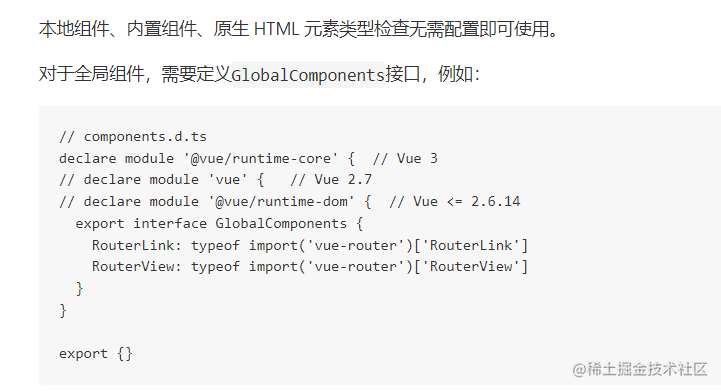 本地组件、内置组件、原生 HTML 元素类型检查无需配置即可使用。
对于全局组件，需要定义GlobalComponents接口，例如：
// components.d.ts
declare module '@vue/runtime-core' {  // Vue 3
// declare module 'vue' {   // Vue 2.7
// declare module '@vue/runtime-dom' {  // Vue <= 2.6.14
  export interface GlobalComponents {
    RouterLink: typeof import('vue-router')['RouterLink']
    RouterView: typeof import('vue-router')['RouterView']
  }
}
export {}
@稀土掘金技术社区